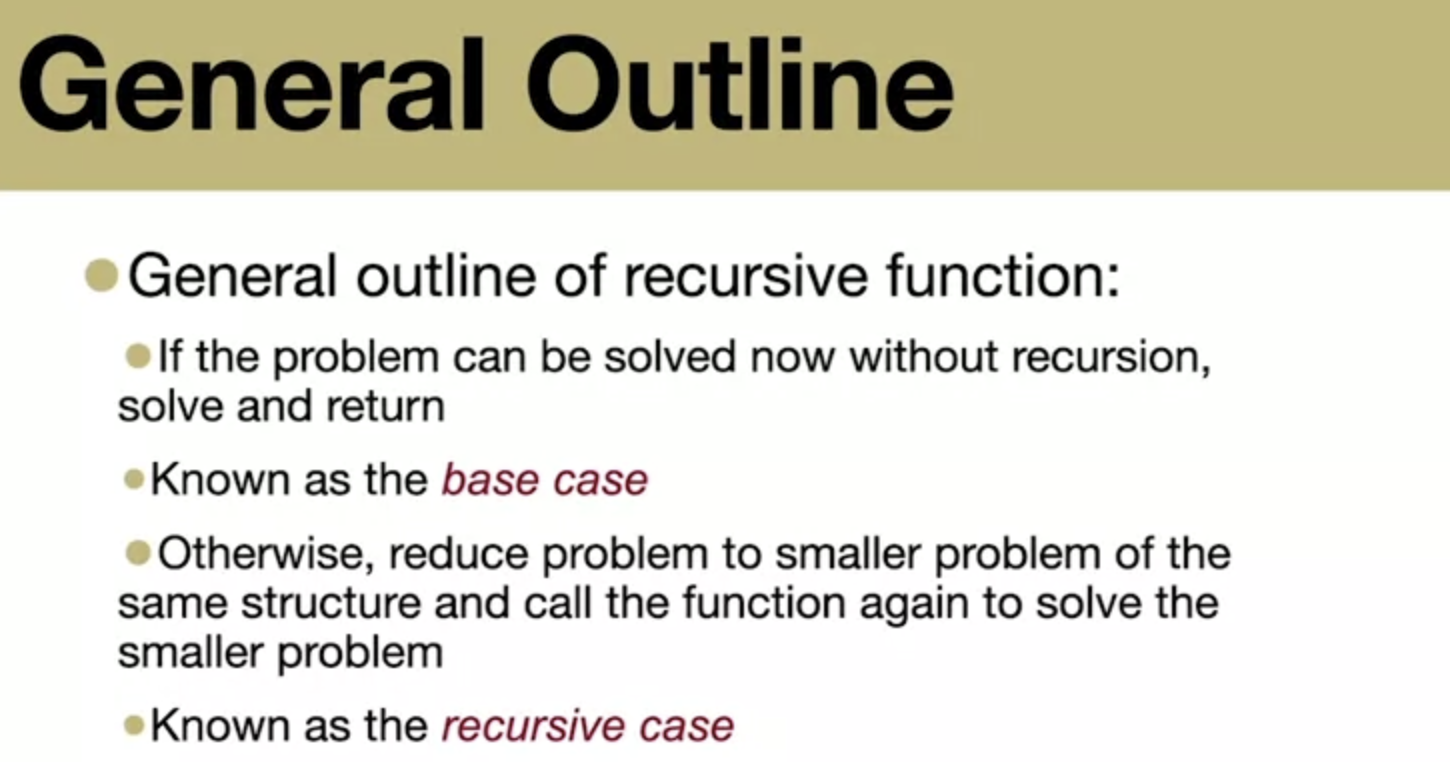 General Outline
General outline of recursive function:
If the problem can be solved now without recursion,
solve and return
Known as the base case
Otherwise, reduce problem to smaller problem of the
same structure and call the function again to solve the
smaller problem
Known as the recursive case